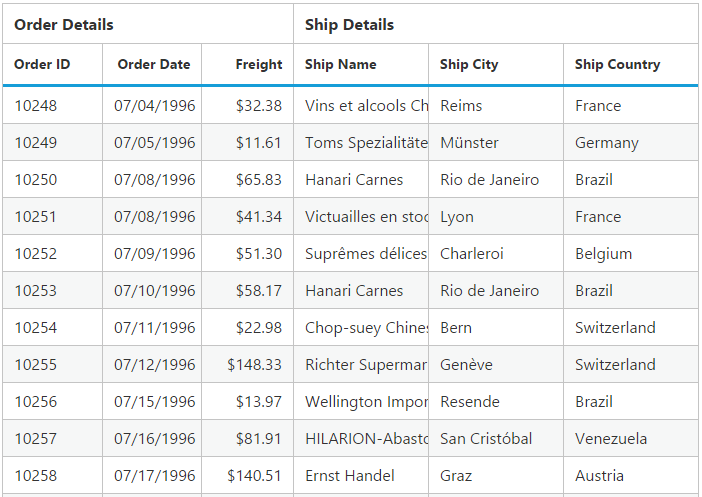 Order Details Ship Details
Order ID Order Date Freight Ship Name Ship City Ship Country
10248 07/04/1996 $32.38 Vins et alcools Ch Reims France
10249 07/05/1996 $11.61 Toms Spezialitäte Münster Germany
10250 07/08/1996 $65.83 Hanari Carnes Rio de Janeiro Brazil
10251 07/08/1996 $41.34 Victuailles en stoc Lyon France
10252 07/09/1996 $51.30 Suprêmes délices Charleroi Belgium
10253 07/10/1996 $58.17 Hanari Carnes Rio de Janeiro Brazil
10254 07/11/1996 $22.98 Chop-suey Chines Bern Switzerland
10255 07/12/1996 $148.33 Richter Supermar Genève Switzerland
10256 07/15/1996 $13.97 Wellington Impor Resende Brazil
10257 07/16/1996 $81.91 HILARION-Abasto San Cristóbal Venezuela
10258 07/17/1996 $140.51 Ernst Handel Graz Austria